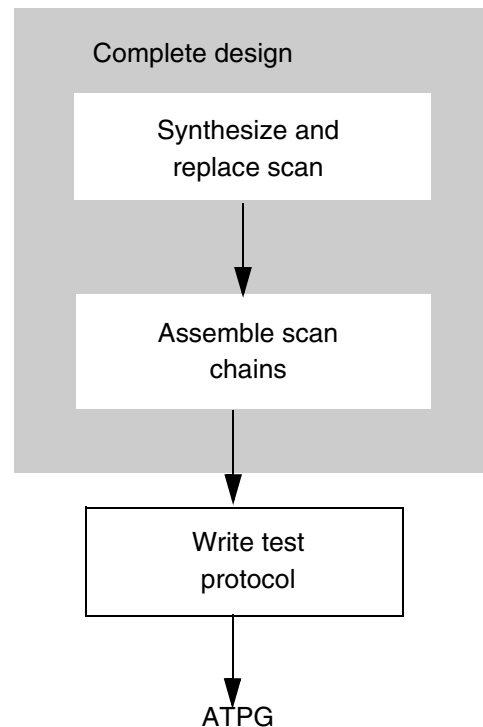 Complete design
Synthesize and
replace scan
Assemble scan
chains
Write test
protocol
ATPG